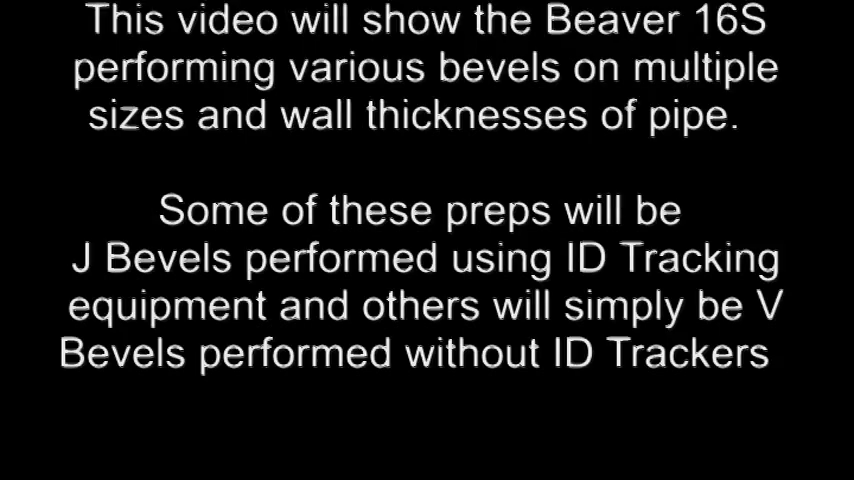 This video will show the Beaver 16S
performing various bevels on multiple
sizes and wall thicknesses of pipe.
Some of these preps will be
J Bevels performed using ID Tracking
equipment and others will simply be V
Bevels performed without ID Trackers